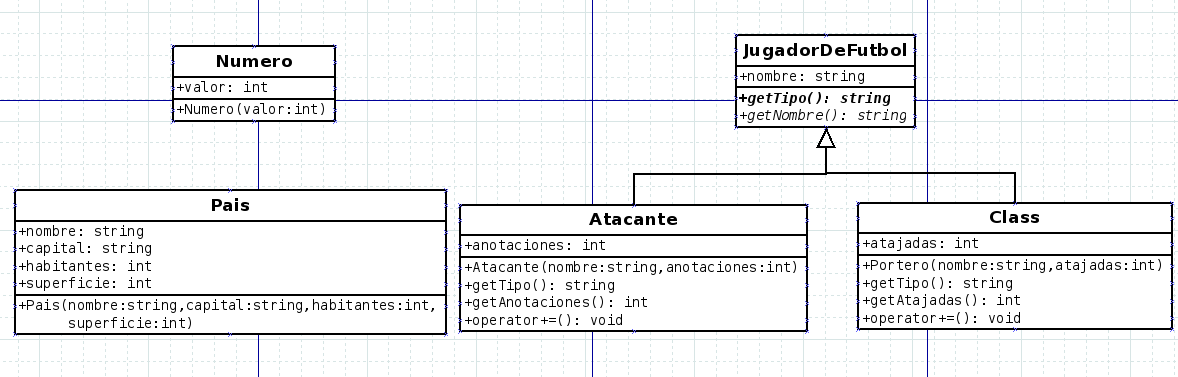 Numero
+valor: int
+Numero(valor:int)
JugadorDeFutbol
+nombre: string
+getTipo(): string
+getNombre(): string
Pais
+nombre: string
+capital: string
+habitantes: int
+superficie: int
+Pais(nombre:string,capital:string,habitantes:int,
superficie:int)
Atacante
+anotaciones: int
+Atacante(nombre:string,anotaciones:int)
+getTipo(): string
+getAnotaciones(): int
+operator+=(): void
Class
+atajadas: int
+Portero(nombre:string,atajadas:int)
+getTipo(): string
+getAtajadas(): int
+operator+=(): void